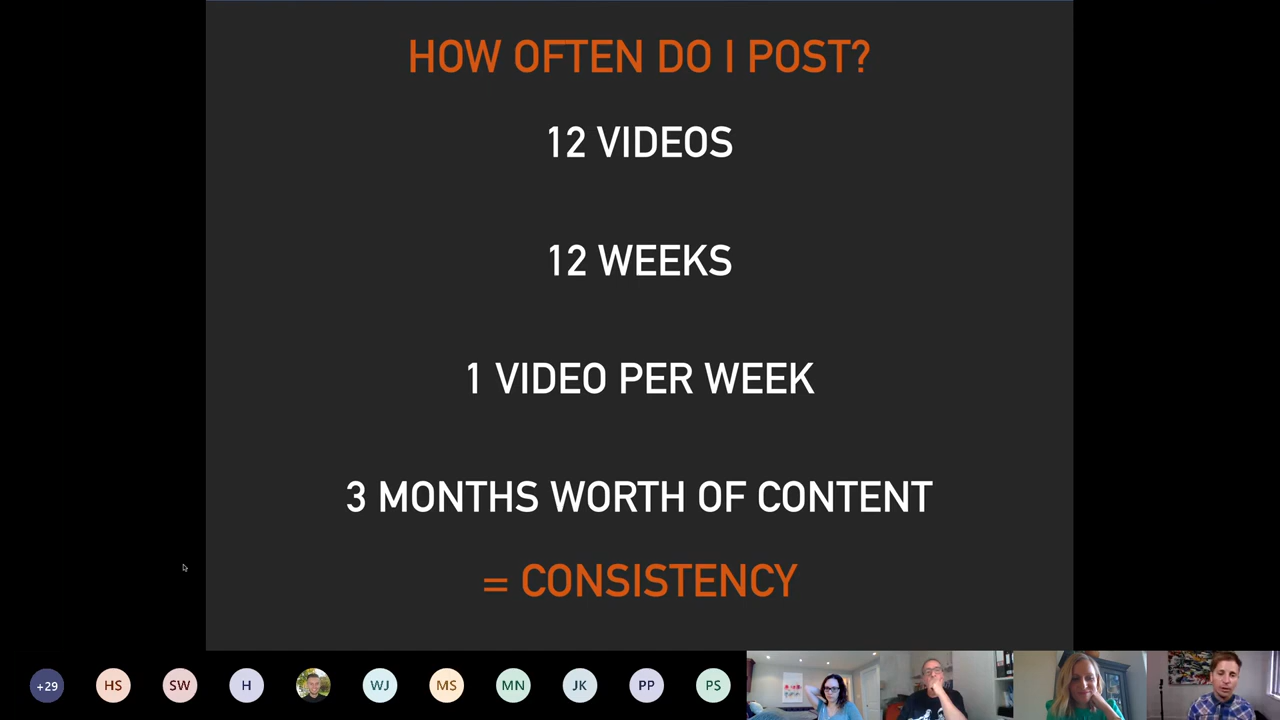 HOW OFTEN DO I POST?
12 VIDEOS
12 WEEKS
1 VIDEO PER WEEK
3 MONTHS WORTH OF CONTENT
= CONSISTENCY
+29 HS SW H WJ MS MN JK PP PS